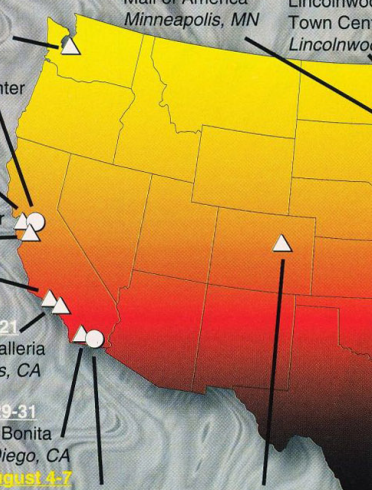 Mall of America
Minneapolis, MN
Lincolnwo
Town Cent
Lincolnwoo
nter
r
21
alleria
s, CA
9-31
Bonita
Diego, CA
ugust 4-7